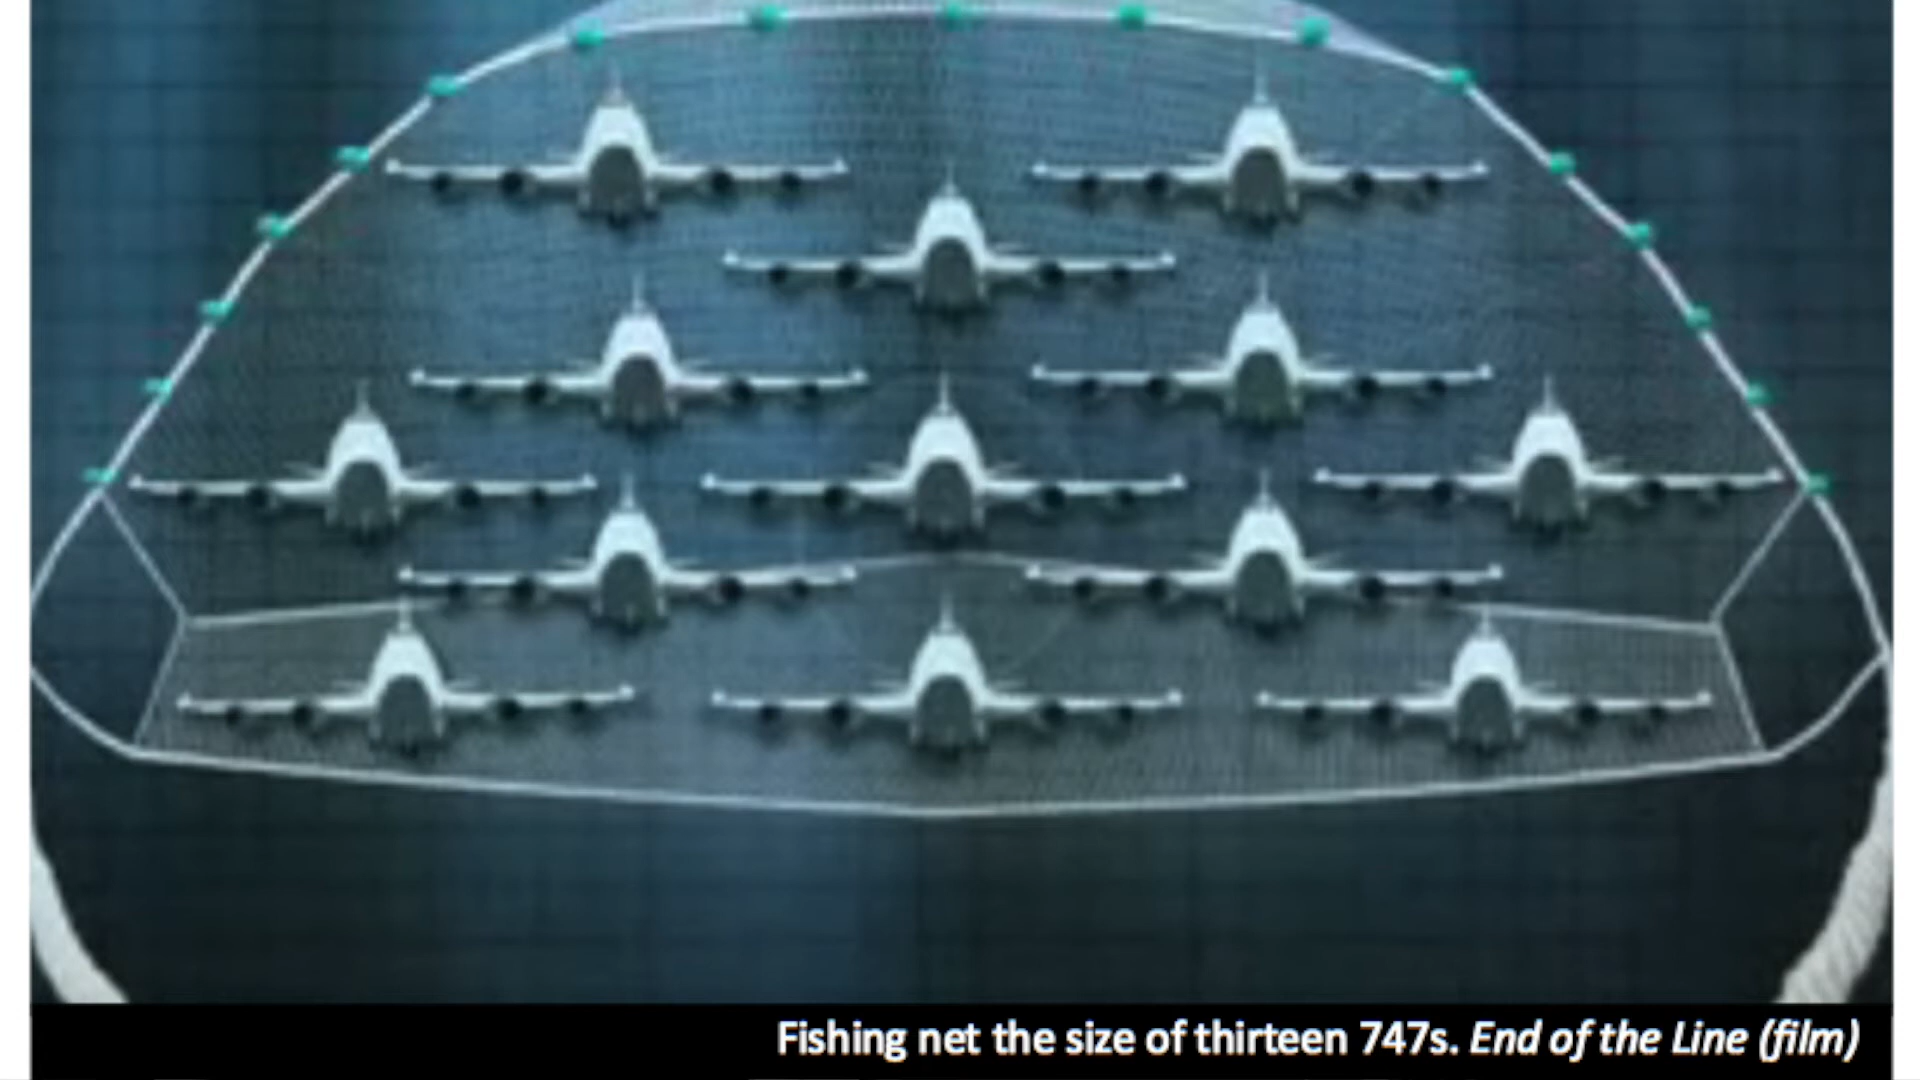 Fishing net the size of thirteen 747s. End of the Line (film)